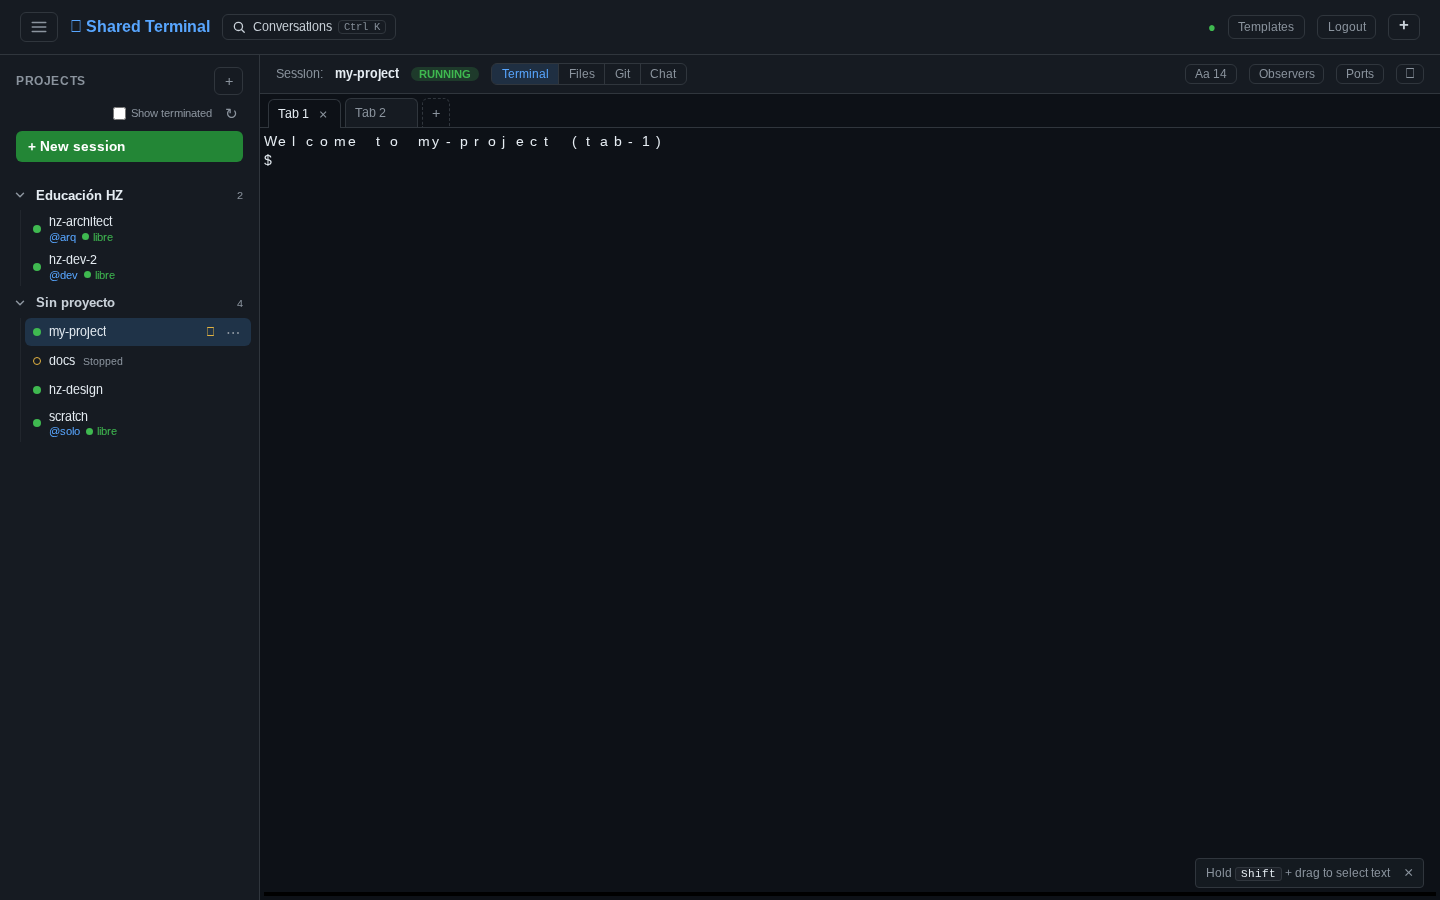 Shared Terminal
Conversations Ctrl K
Templates
Logout
+
PROJECTS
+
Show terminated
+ New session
Educación HZ 2
hz-architect
@arq libre
hz-dev-2
@dev libre
Sin proyecto 4
my-project ...
docs Stopped
hz-design
scratch
@solo libre
Session: my-project RUNNING
Terminal Files Git Chat
Aa 14
Observers
Ports
Tab 1 ×
Tab 2
+
Welcome to my-project (tab-1)
$
Hold Shift + drag to select text ×